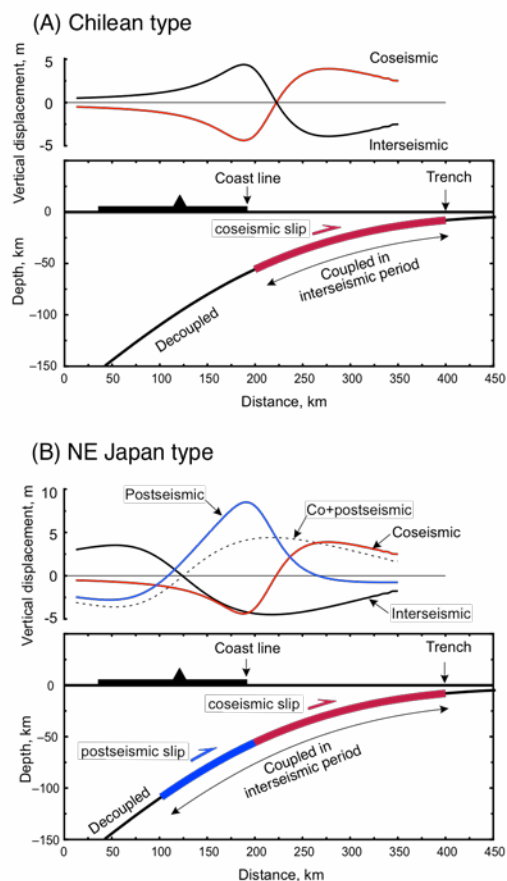 (A) Chilean type
Vertical displacement, m
5
0
-5
Coseismic
Interseismic
Coast line
Trench
Depth, km
0
−50
−100
−150
coseismic slip
Coupled in
interseismic period
Decoupled
0 50 100 150 200 250 300 350 400 450
Distance, km
(B) NE Japan type
Vertical displacement, m
10
5
0
-5
Postseismic
Co+postseismic
Coseismic
Interseismic
Coast line
Trench
Depth, km
0
−50
−100
−150
coseismic slip
postseismic slip
Coupled in
interseismic period
Decoupled
0 50 100 150 200 250 300 350 400 450
Distance, km